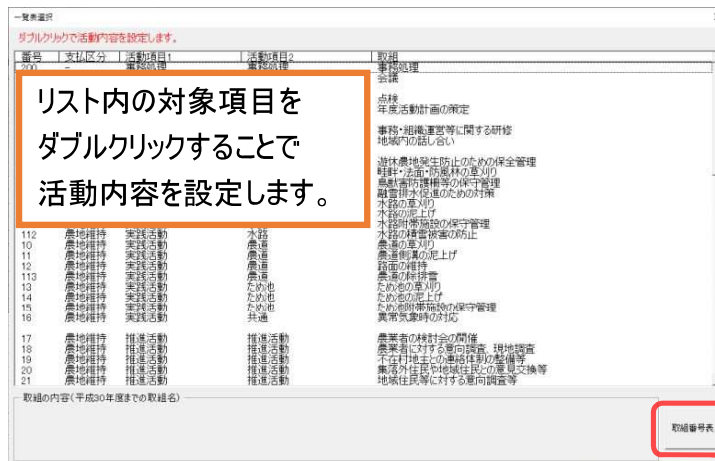 一覧表選択
ダブルクリックで活動内容を設定します。
番号 支払区分 活動項目1 活動項目2 取組
200 - 事務処理 事務処理 事務処理
会議
点検
年度活動計画の策定
事務・組織運営等に関する研修
地域内の話し合い
遊休農地発生防止のための保全管理
畦畔・法面・防風林の草刈り
鳥獣害防護柵等の保守管理
融雪排水促進のための対策
水路の草刈り
水路の泥上げ
水路附帯施設の保守管理
リスト内の対象項目を
ダブルクリックすることで
活動内容を設定します。
112 農地維持 実践活動 水路 水路の積雪被害の防止
10 農地維持 実践活動 農道 農道の草刈り
11 農地維持 実践活動 農道 農道側溝の泥上げ
12 農地維持 実践活動 農道 路面の維持
113 農地維持 実践活動 農道 農道の除排雪
13 農地維持 実践活動 ため池 ため池の草刈り
14 農地維持 実践活動 ため池 ため池の泥上げ
15 農地維持 実践活動 ため池 ため池附帯施設の保守管理
16 農地維持 実践活動 共通 異常気象時の対応
17 農地維持 推進活動 推進活動 農業者の検討会の開催
18 農地維持 推進活動 推進活動 農業者に対する意向調査、現地調査
19 農地維持 推進活動 推進活動 不在村地主との連絡体制の整備等
20 農地維持 推進活動 推進活動 集落外住民や地域住民との意見交換等
21 農地維持 推進活動 推進活動 地域住民等に対する意向調査等
取組の内容(平成30年度までの取組名)
取組番号表